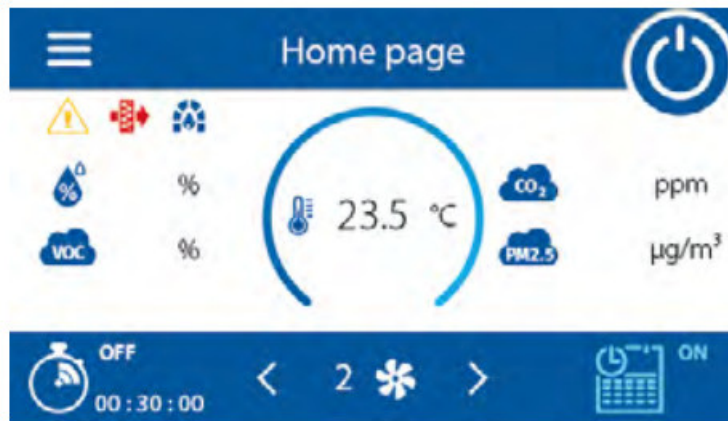 Home page
% %
VOC %
23.5 °C
CO₂ ppm
PM2.5 µg/m³
OFF
00:30:00
< 2 >
ON